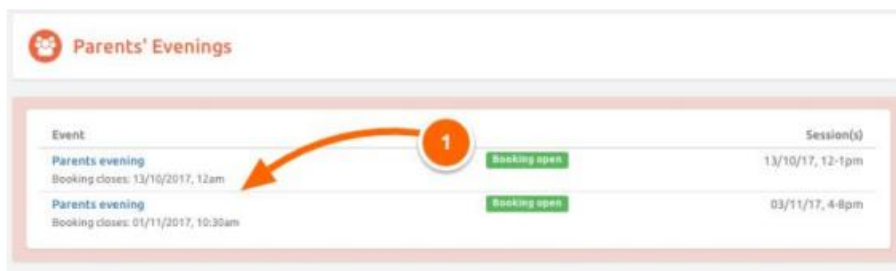 Parents' Evenings
Event Session(s)
1
Parents evening Booking open 13/10/17, 12-1pm
Booking closes: 13/10/2017, 12am
Parents evening Booking open 03/11/17, 4-8pm
Booking closes: 01/11/2017, 10:30am